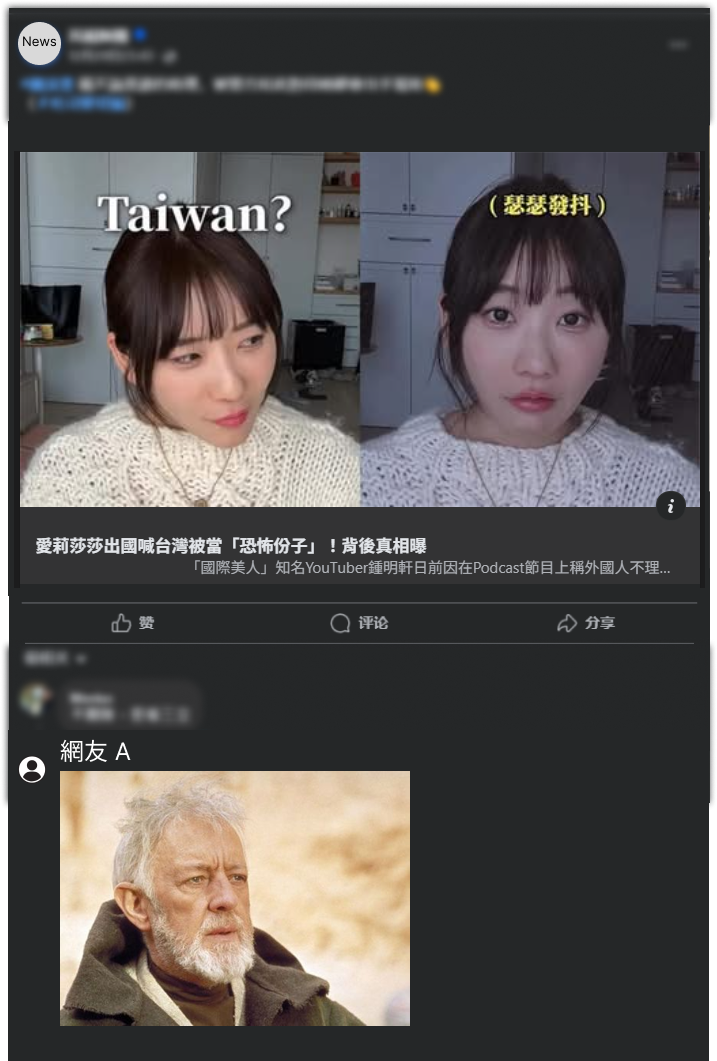 News
Taiwan?
（瑟瑟發抖）
愛莉莎莎出國喊台灣被當「恐怖份子」！背後真相曝
「國際美人」知名YouTuber鍾明軒日前因在Podcast節目上稱外國人不理...
赞
评论
分享
網友 A